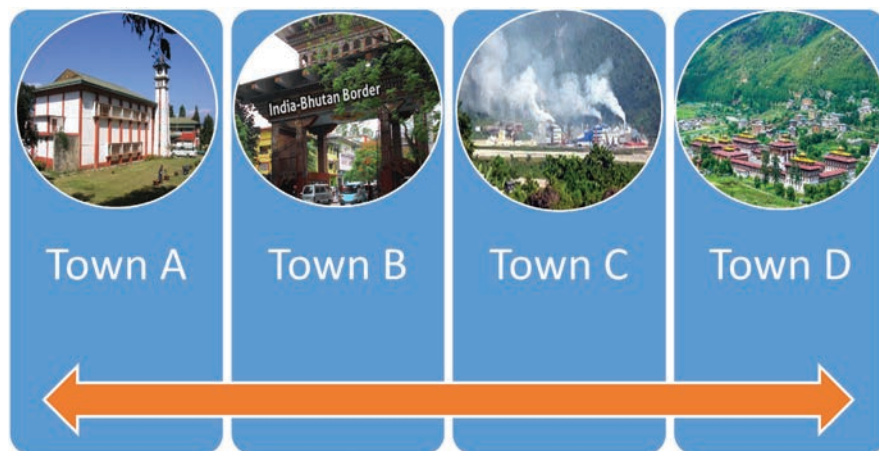 India-Bhutan Border
Town A
Town B
Town C
Town D